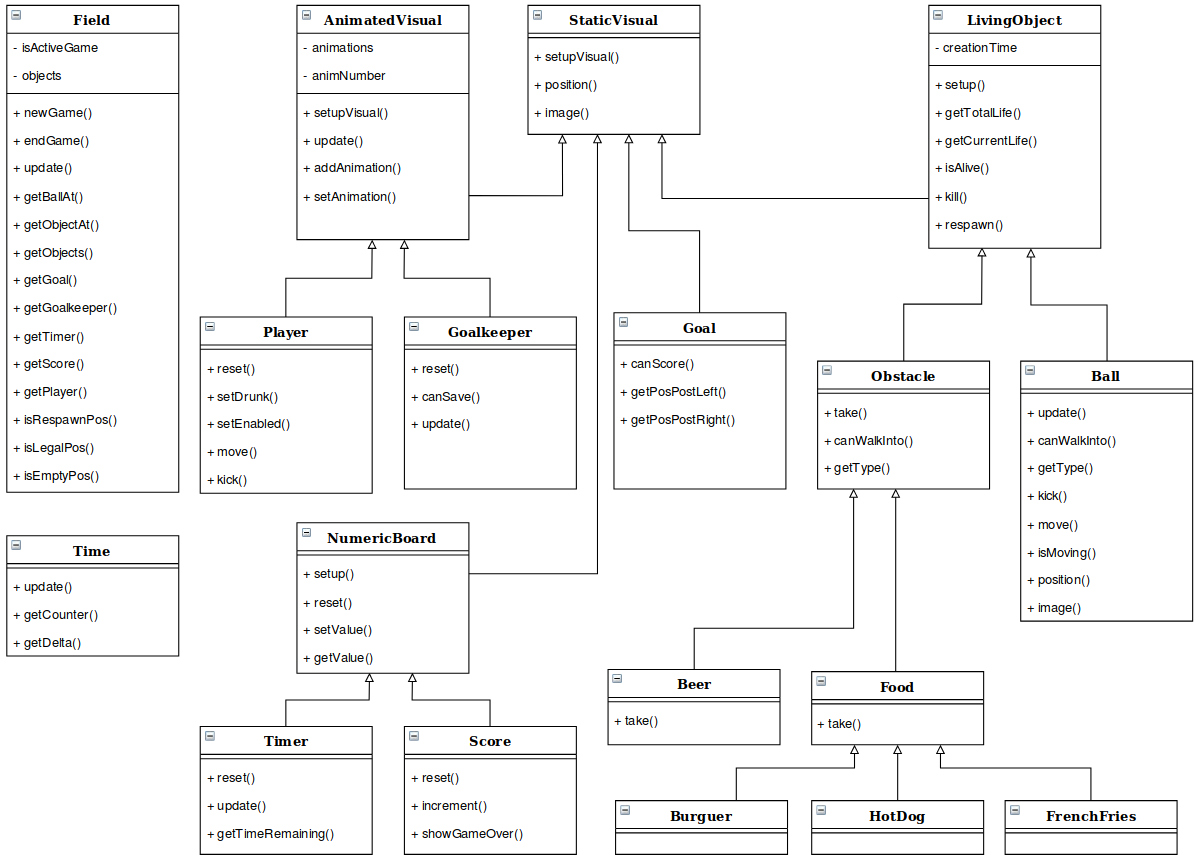 Field
- isActiveGame
- objects
+ newGame()
+ endGame()
+ update()
+ getBallAt()
+ getObjectAt()
+ getObjects()
+ getGoal()
+ getGoalkeeper()
+ getTimer()
+ getScore()
+ getPlayer()
+ isRespawnPos()
+ isLegalPos()
+ isEmptyPos()
AnimatedVisual
- animations
- animNumber
+ setupVisual()
+ update()
+ addAnimation()
+ setAnimation()
StaticVisual
+ setupVisual()
+ position()
+ image()
LivingObject
- creationTime
+ setup()
+ getTotalLife()
+ getCurrentLife()
+ isAlive()
+ kill()
+ respawn()
Player
+ reset()
+ setDrunk()
+ setEnabled()
+ move()
+ kick()
Goalkeeper
+ reset()
+ canSave()
+ update()
Goal
+ canScore()
+ getPosPostLeft()
+ getPosPostRight()
Obstacle
+ take()
+ canWalkInto()
+ getType()
Ball
+ update()
+ canWalkInto()
+ getType()
+ kick()
+ move()
+ isMoving()
+ position()
+ image()
Time
+ update()
+ getCounter()
+ getDelta()
NumericBoard
+ setup()
+ reset()
+ setValue()
+ getValue()
Beer
+ take()
Food
+ take()
Timer
+ reset()
+ update()
+ getTimeRemaining()
Score
+ reset()
+ increment()
+ showGameOver()
Burguer
HotDog
FrenchFries